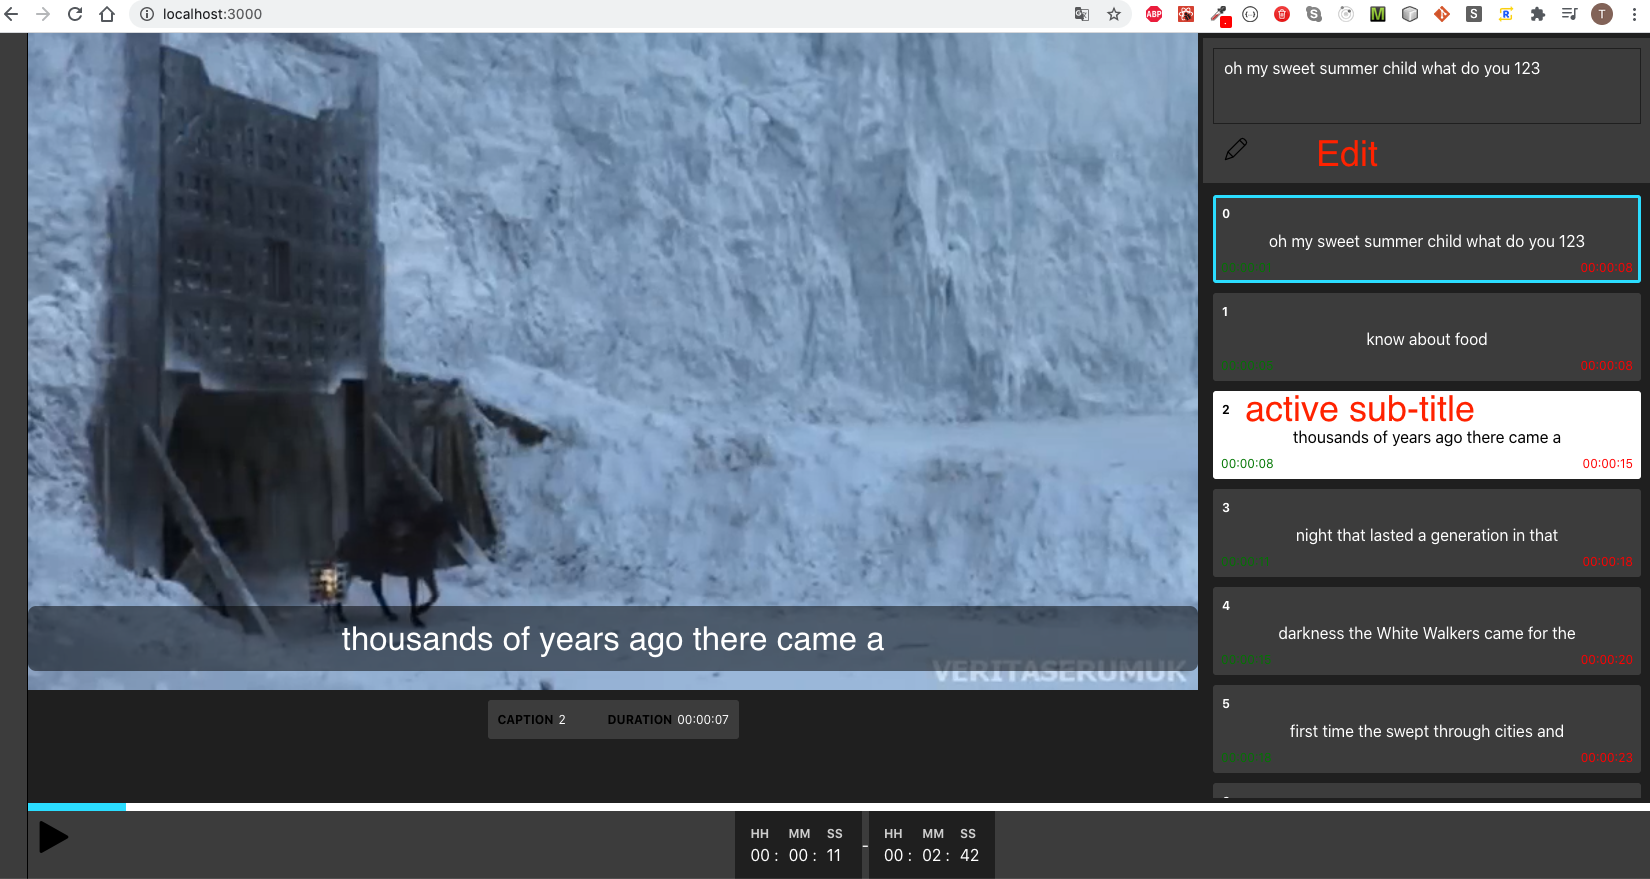 localhost:3000
oh my sweet summer child what do you 123
Edit
0
oh my sweet summer child what do you 123
00:00:01 00:00:08
1
know about food
00:00:05 00:00:08
2 active sub-title
thousands of years ago there came a
00:00:08 00:00:15
3
night that lasted a generation in that
00:00:11 00:00:18
4
darkness the White Walkers came for the
00:00:15 00:00:20
5
first time the swept through cities and
00:00:18 00:00:23
thousands of years ago there came a
VERITASERUMUK
CAPTION 2 DURATION 00:00:07
HH MM SS HH MM SS
00 : 00 : 11 - 00 : 02 : 42